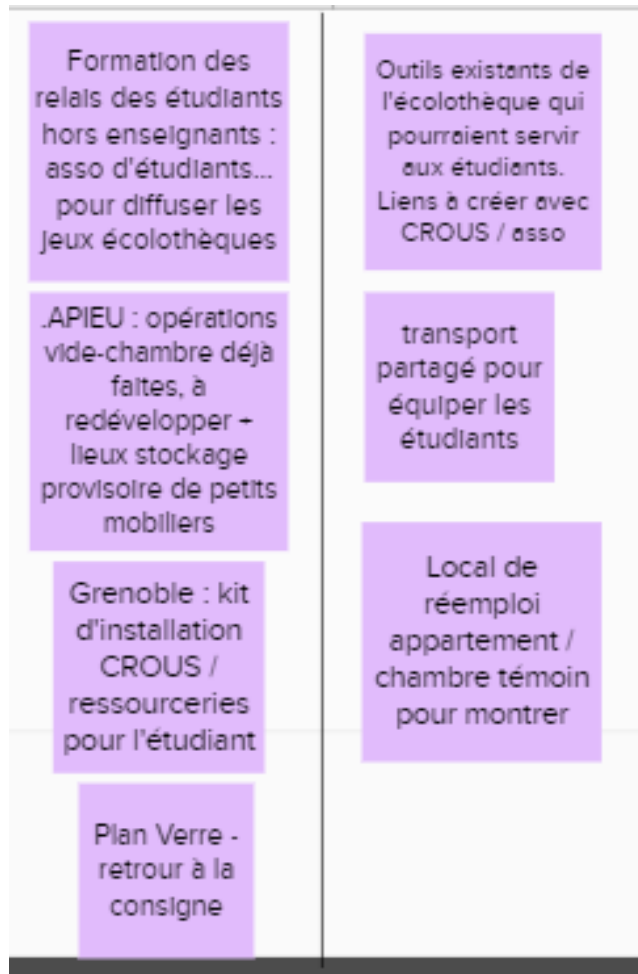 Formation des
relais des étudiants
hors enseignants :
asso d'étudiants...
pour diffuser les
jeux écolothèques
.APIEU : opérations
vide-chambre déjà
faites, à
redévelopper +
lieux stockage
provisoire de petits
mobiliers
Grenoble : kit
d'installation
CROUS /
ressourceries
pour l'étudiant
Plan Verre -
retrour à la
consigne
Outils existants de
l'écolothèque qui
pourraient servir
aux étudiants.
Liens à créer avec
CROUS / asso
transport
partagé pour
équiper les
étudiants
Local de
réemploi
appartement /
chambre témoin
pour montrer